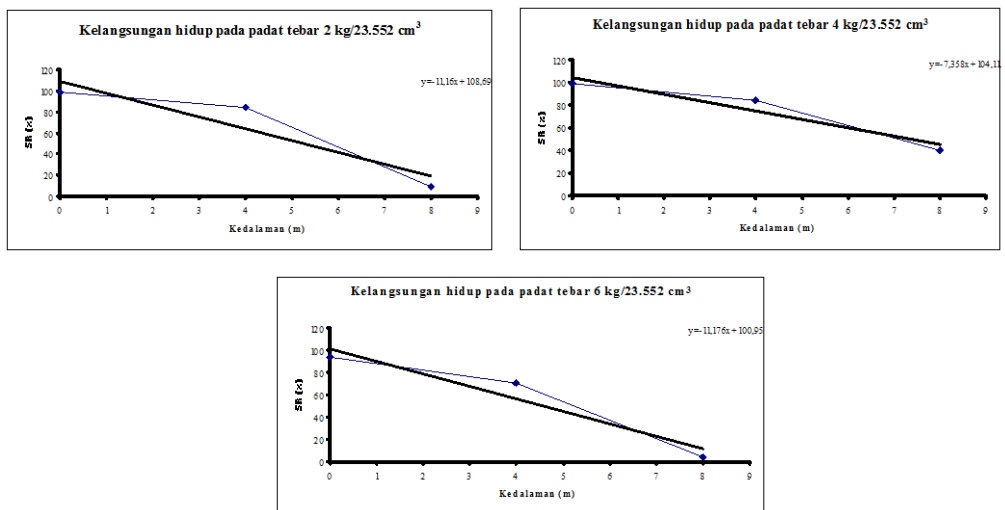 Kelangsungan hidup pada padat tebar 2 kg/23.552 cm³
y=-11,16x + 108,69
120
100
80
60
40
20
0
SR (%)
0 1 2 3 4 5 6 7 8 9
Kedalaman (m)
Kelangsungan hidup pada padat tebar 4 kg/23.552 cm³
y=-7,358x + 104,11
120
100
80
60
40
20
0
SR (%)
0 1 2 3 4 5 6 7 8 9
Kedalaman (m)
Kelangsungan hidup pada padat tebar 6 kg/23.552 cm³
y=-11,176x + 100,95
120
100
80
60
40
20
0
SR (%)
0 1 2 3 4 5 6 7 8 9
Kedalaman (m)